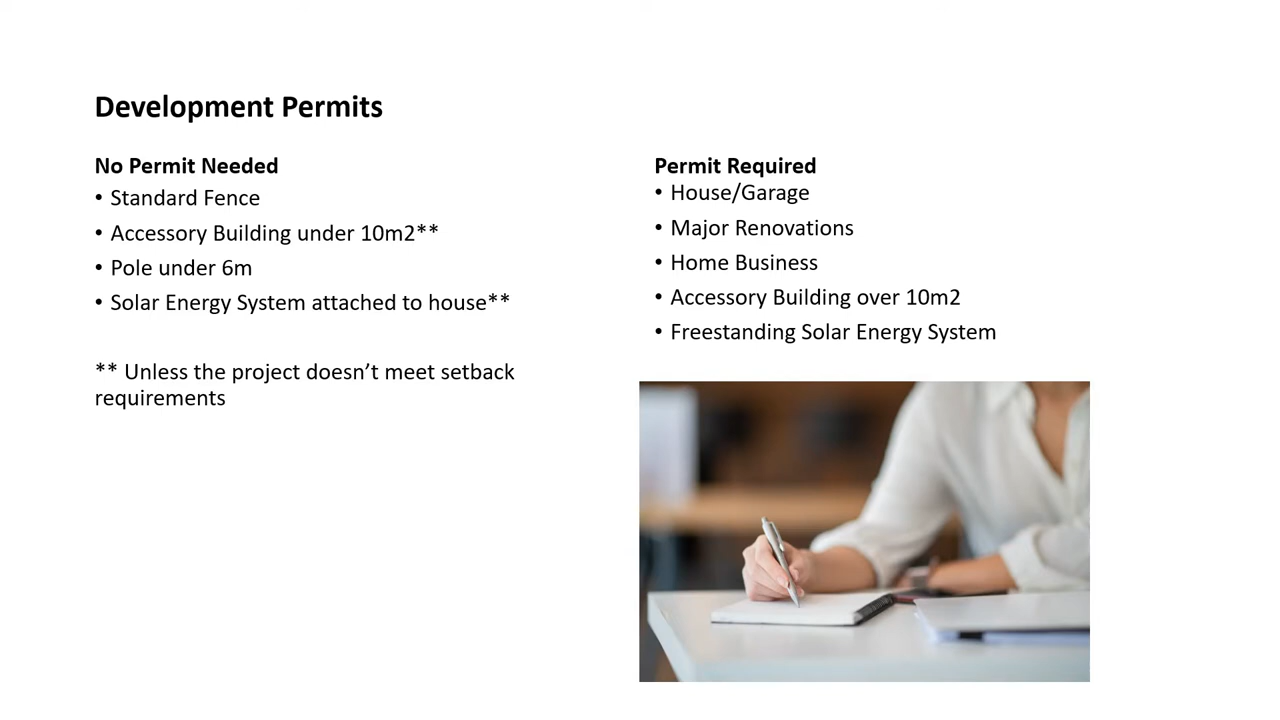 Development Permits
No Permit Needed
• Standard Fence
• Accessory Building under 10m2**
• Pole under 6m
• Solar Energy System attached to house**
** Unless the project doesn’t meet setback
requirements
Permit Required
• House/Garage
• Major Renovations
• Home Business
• Accessory Building over 10m2
• Freestanding Solar Energy System